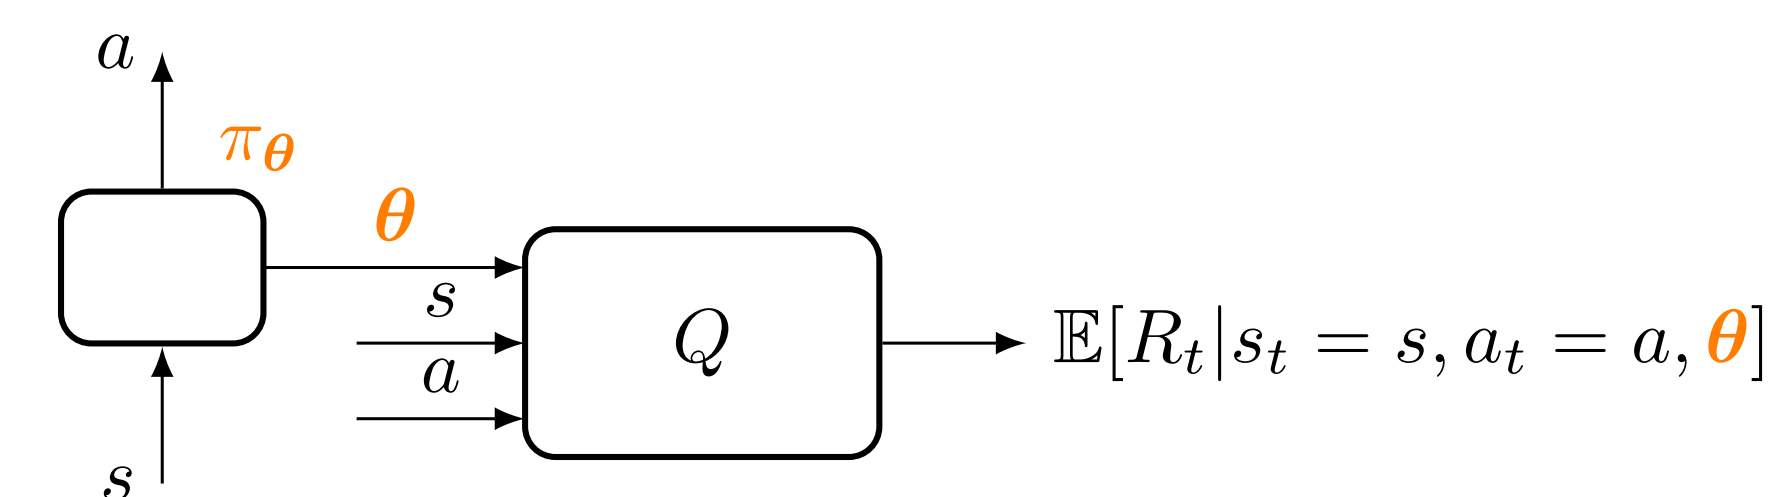 a
π_θ
θ
s
a
Q
𝔼[R_t|s_t = s, a_t = a, θ]
s